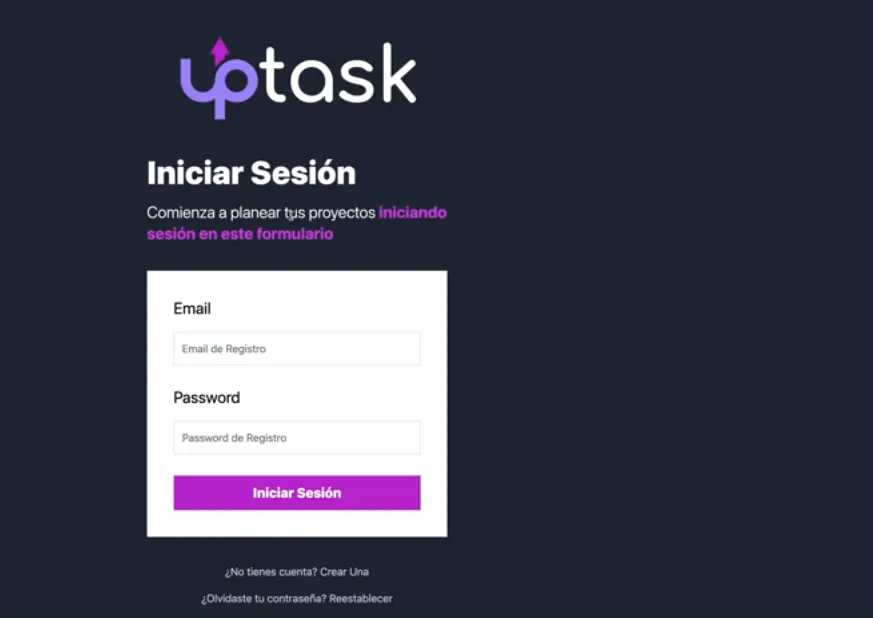 uptask
Iniciar Sesión
Comienza a planear tus proyectos iniciando
sesión en este formulario
Email
Email de Registro
Password
Password de Registro
Iniciar Sesión
¿No tienes cuenta? Crear Una
¿Olvidaste tu contraseña? Reestablecer